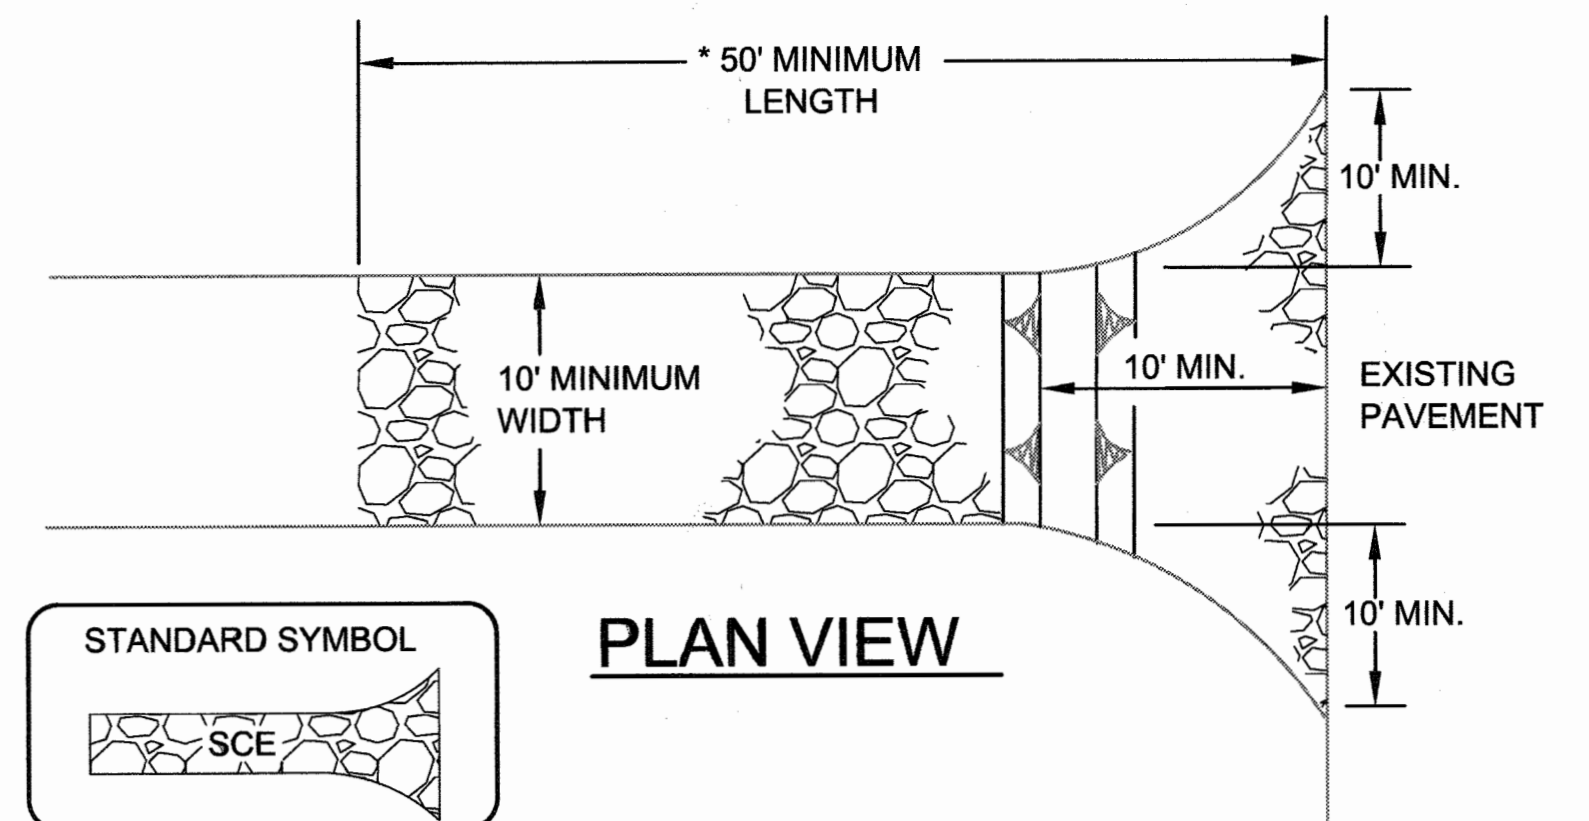 * 50' MINIMUM
LENGTH
10' MIN.
10' MINIMUM
WIDTH
10' MIN.
EXISTING
PAVEMENT
10' MIN.
STANDARD SYMBOL
SCE
PLAN VIEW